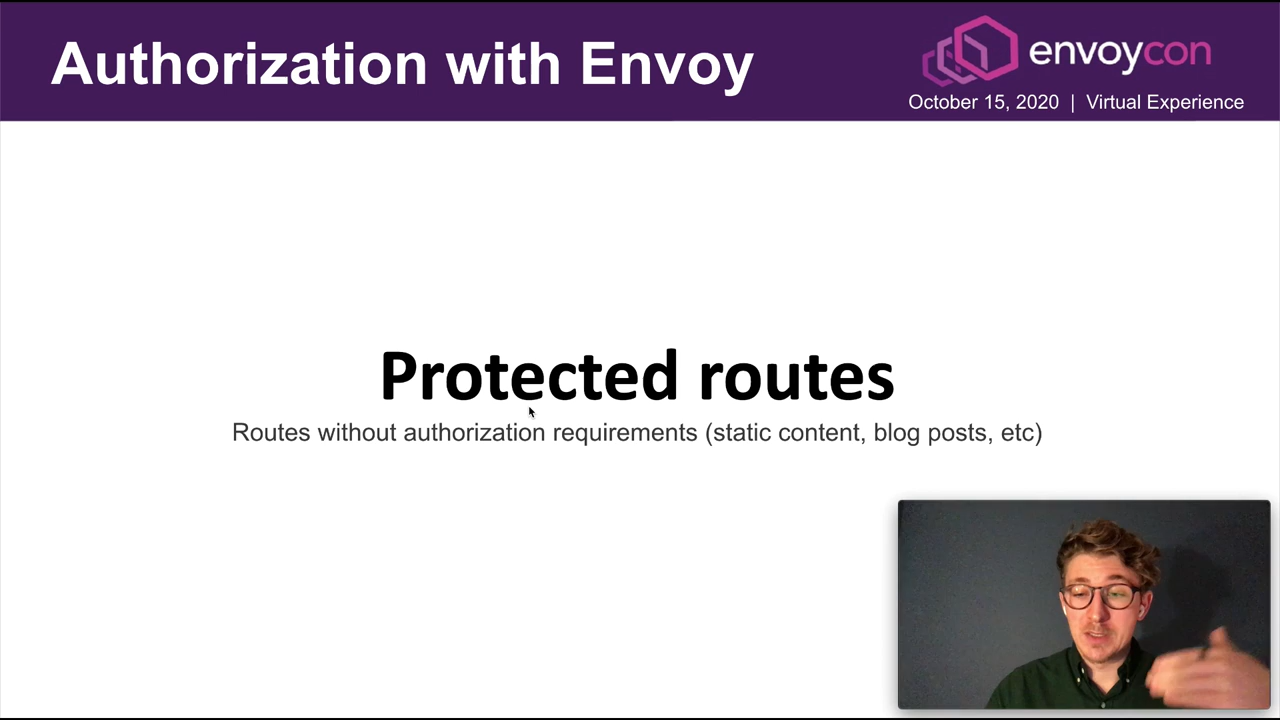 Authorization with Envoy
envoycon
October 15, 2020 | Virtual Experience
Protected routes
Routes without authorization requirements (static content, blog posts, etc)